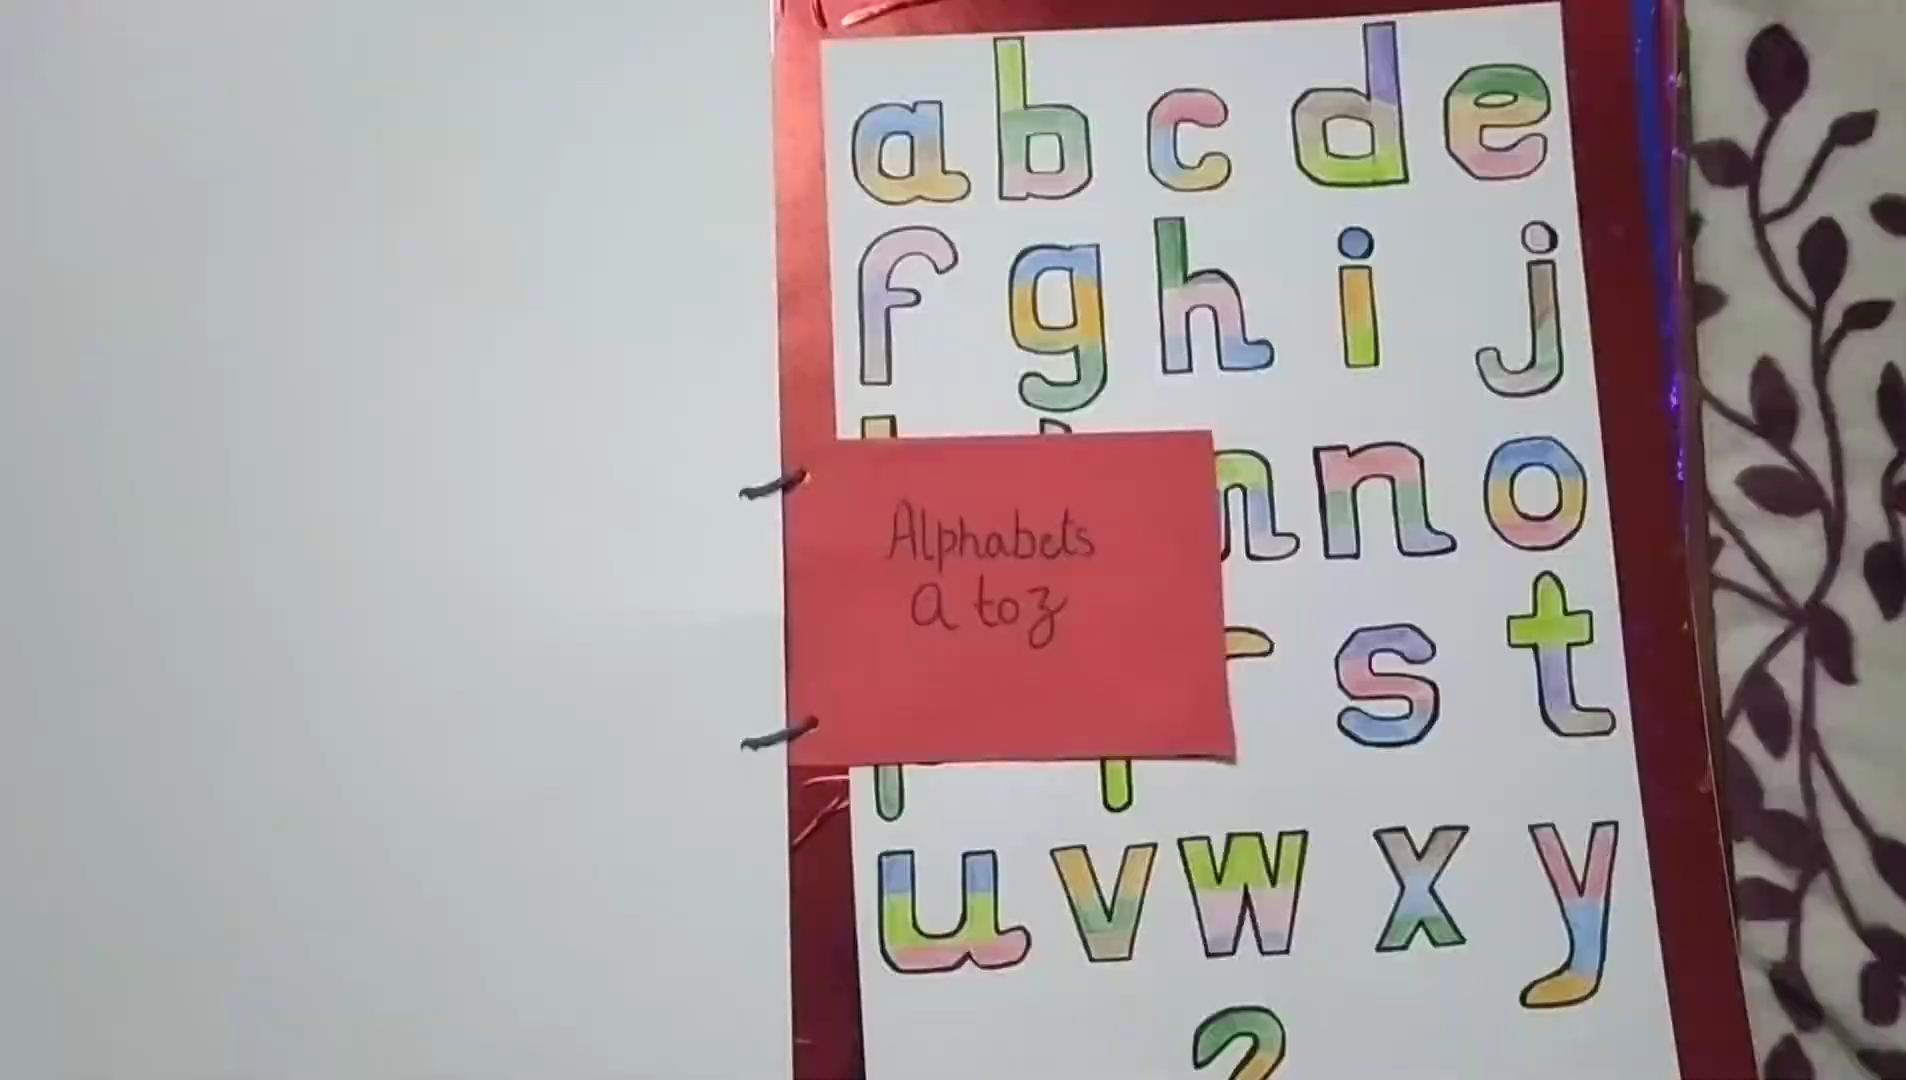 a b c d e
f g h i j
n o
Alphabets
a to z
s t
u v w x y